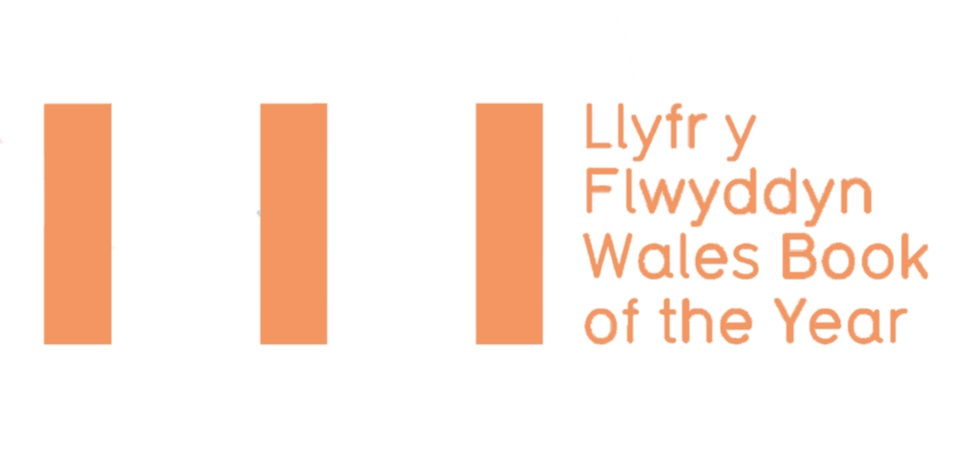 Llyfr y
Flwyddyn
Wales Book
of the Year